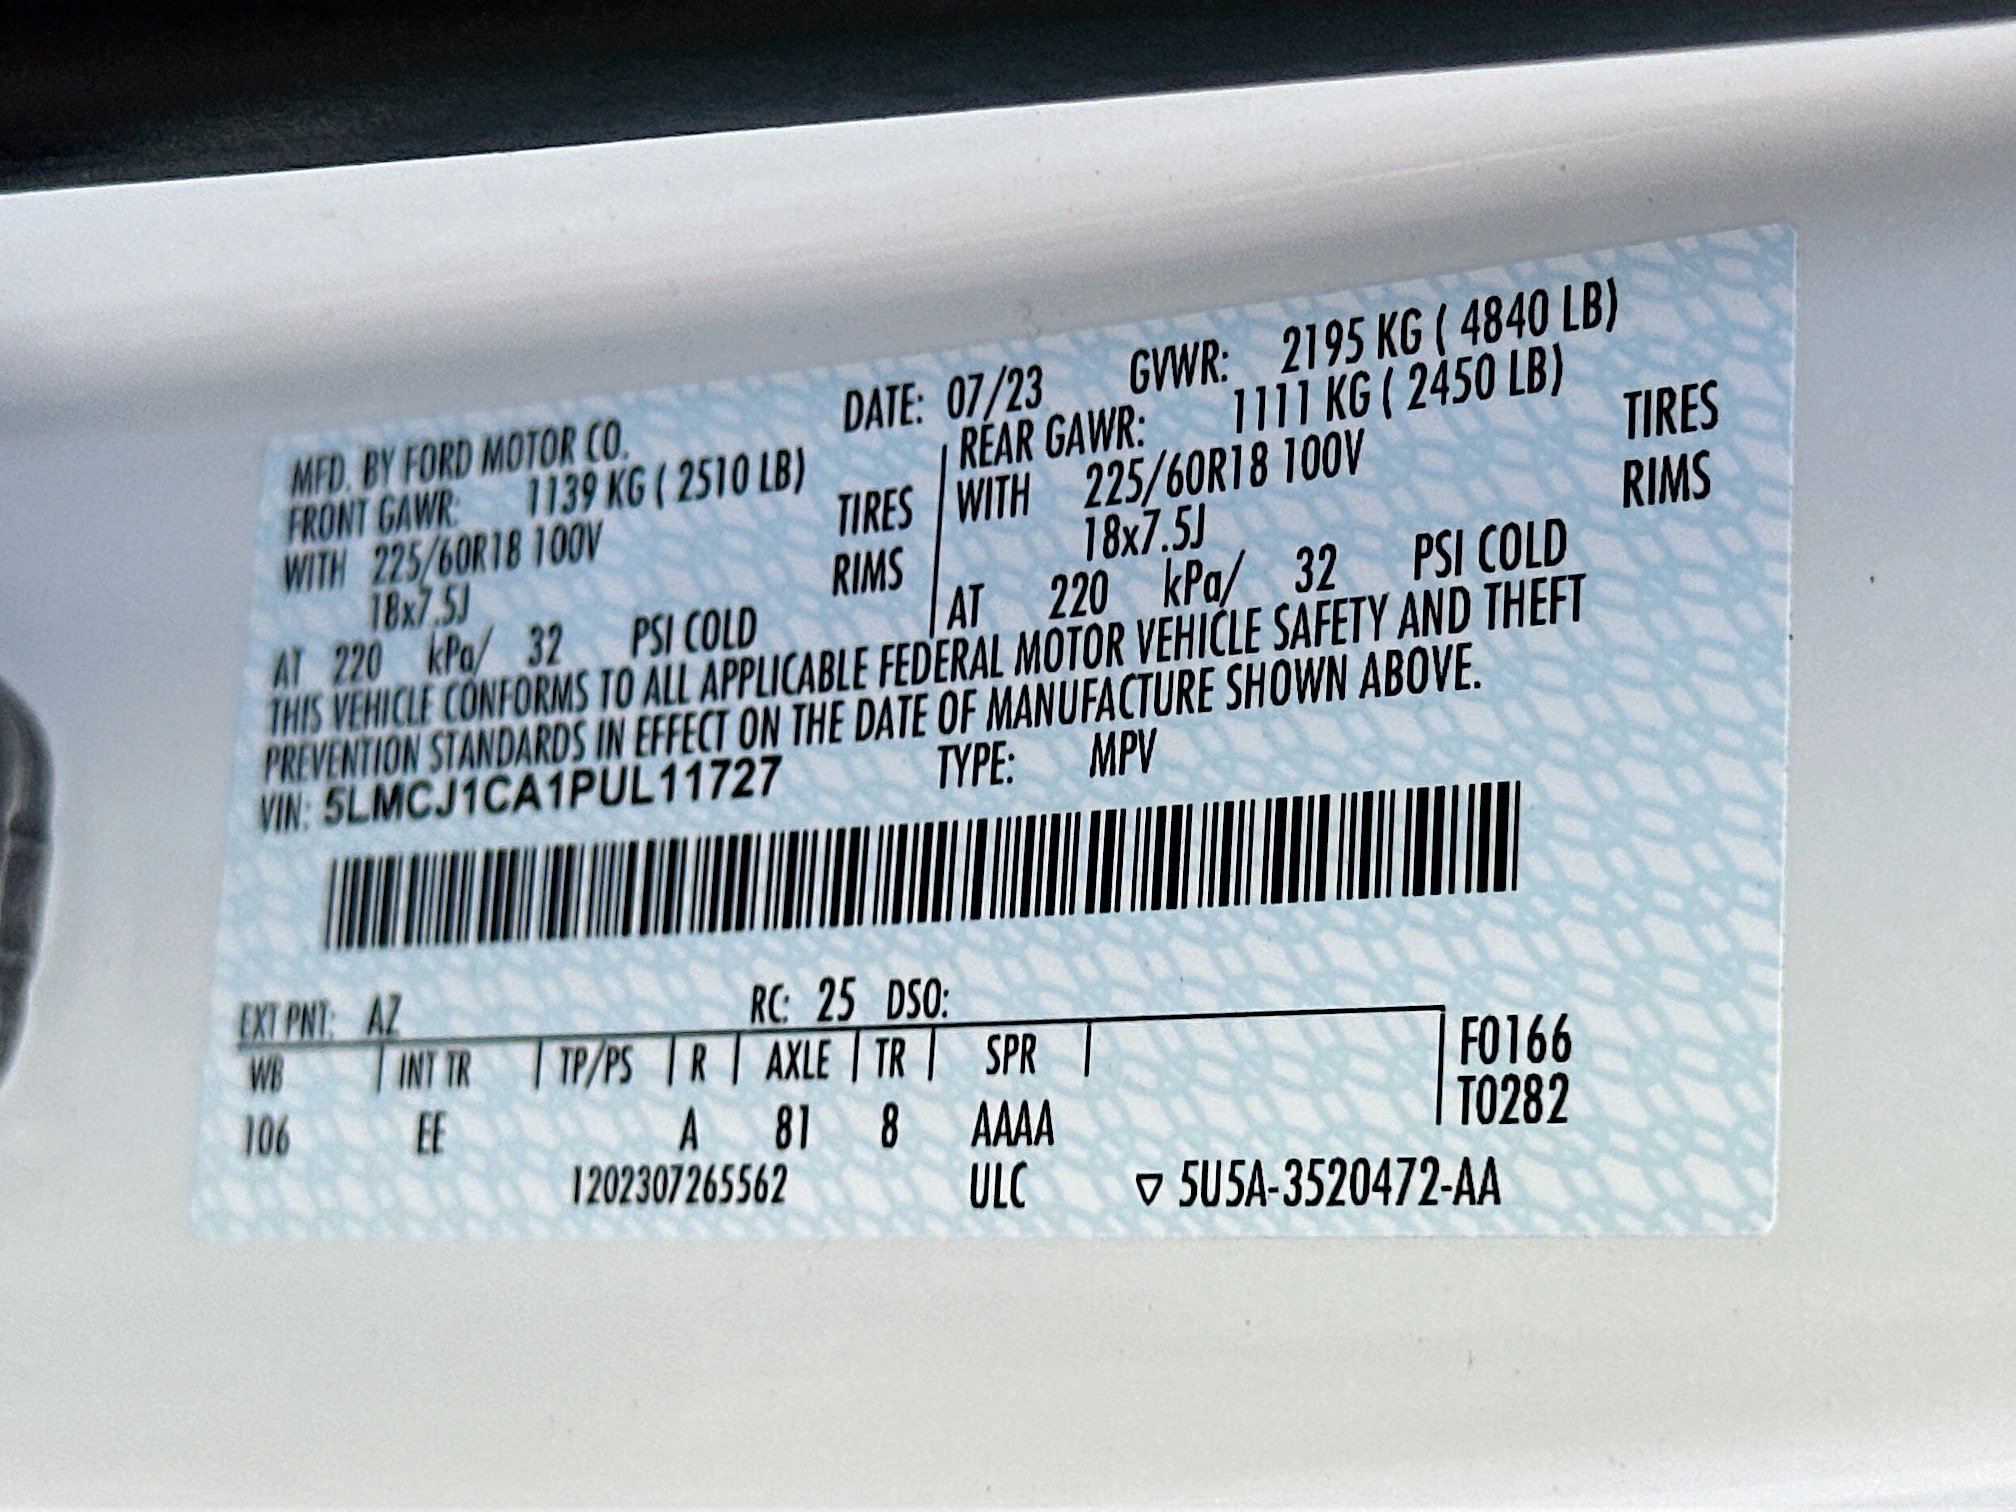 MFD. BY FORD MOTOR CO. DATE: 07/23 GVWR: 2195 KG ( 4840 LB)
FRONT GAWR: 1139 KG ( 2510 LB) REAR GAWR: 1111 KG ( 2450 LB)
WITH 225/60R18 100V TIRES WITH 225/60R18 100V TIRES
18x7.5J RIMS 18x7.5J RIMS
AT 220 kPa/ 32 PSI COLD AT 220 kPa/ 32 PSI COLD
THIS VEHICLE CONFORMS TO ALL APPLICABLE FEDERAL MOTOR VEHICLE SAFETY AND THEFT
PREVENTION STANDARDS IN EFFECT ON THE DATE OF MANUFACTURE SHOWN ABOVE.
VIN: 5LMCJ1CA1PUL11727 TYPE: MPV
EXT PNT: AZ RC: 25 DSO:
WB INT TR TP/PS R AXLE TR SPR F0166
T0282
106 EE A 81 8 AAAA
1202307265562 ULC ▽ 5U5A-3520472-AA